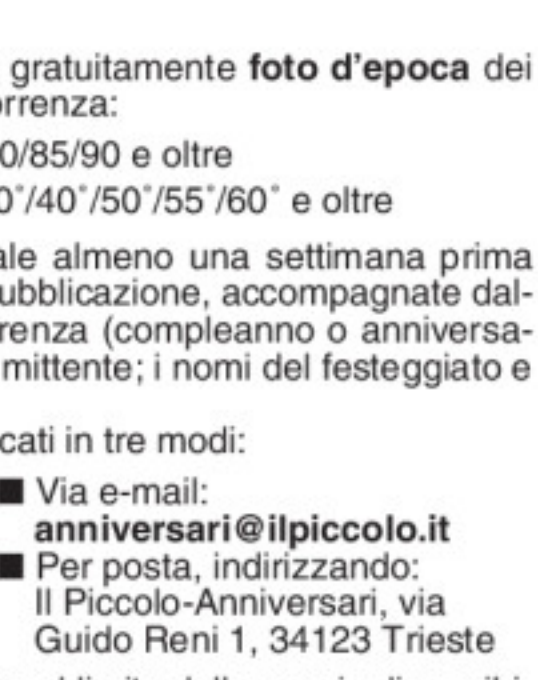 gratuitamente foto d'epoca dei
orrenza:
0/85/90 e oltre
0°/40°/50°/55°/60° e oltre
ale almeno una settimana prima
ubblicazione, accompagnate dal-
renza (compleanno o anniversa-
mittente; i nomi del festeggiato e
cati in tre modi:
■ Via e-mail:
anniversari@ilpiccolo.it
■ Per posta, indirizzando:
Il Piccolo-Anniversari, via
Guido Reni 1, 34123 Trieste